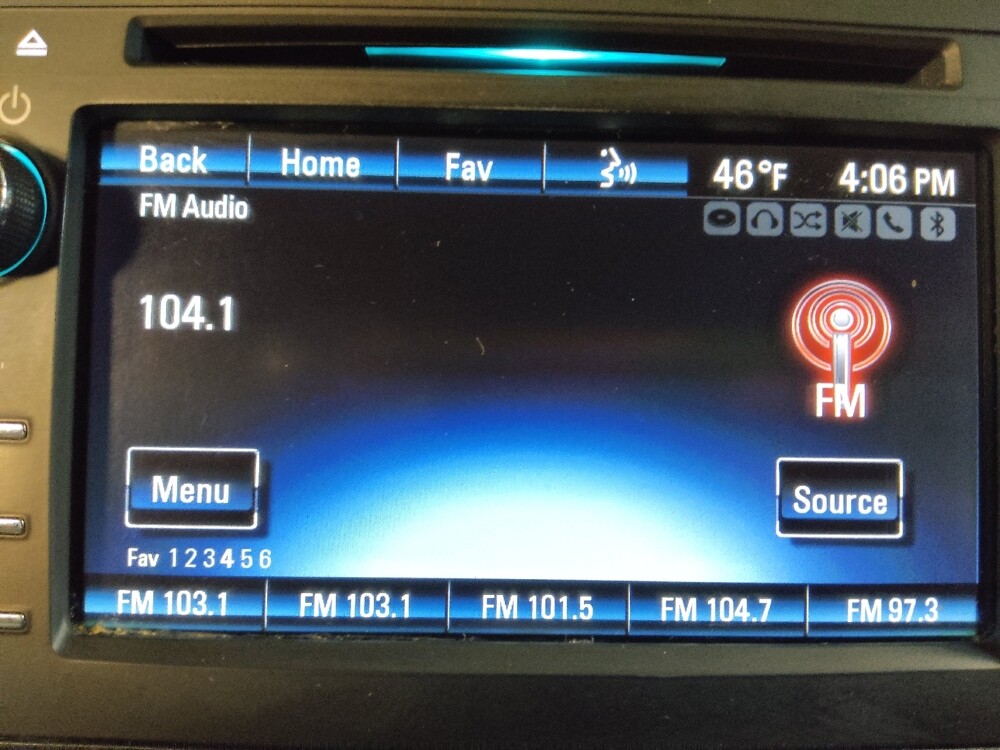 Back Home Fav 46°F 4:06 PM
FM Audio
104.1
FM
Menu
Source
Fav 1 2 3 4 5 6
FM 103.1 FM 103.1 FM 101.5 FM 104.7 FM 97.3